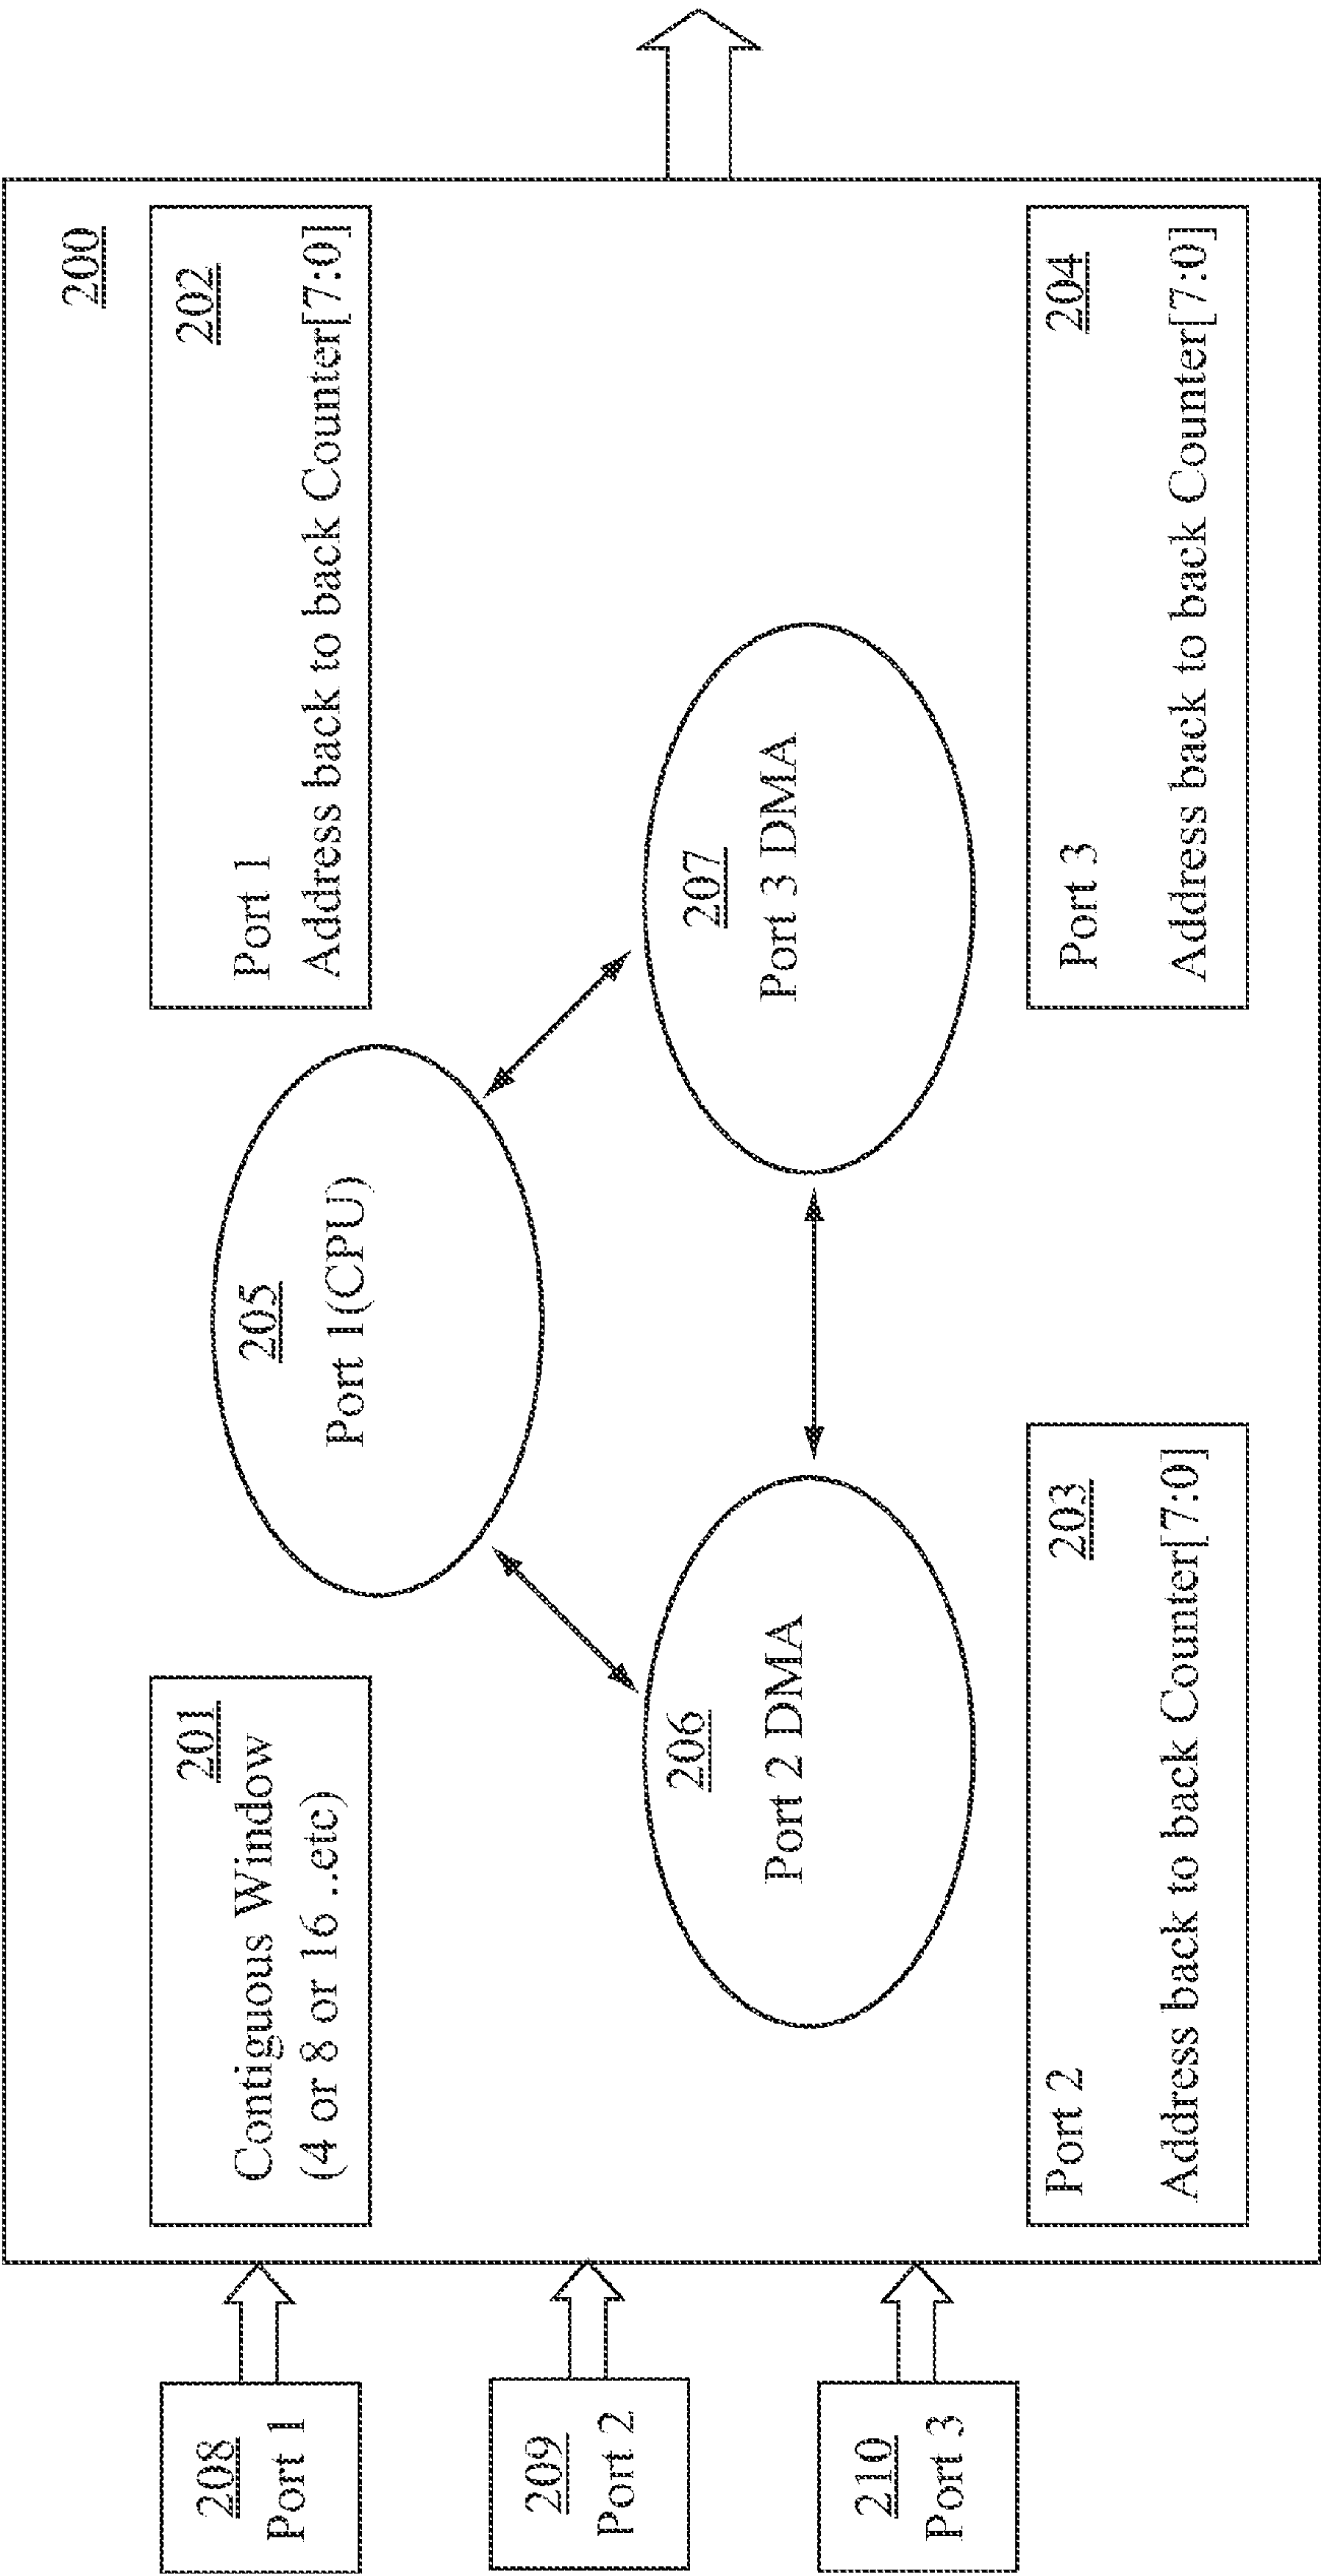 200
201
Contiguous Window
(4 or 8 or 16 ..etc)
202
Port 1
Address back to back Counter[7:0]
205
Port 1(CPU)
206
Port 2 DMA
207
Port 3 DMA
203
Port 2
Address back to back Counter[7:0]
204
Port 3
Address back to back Counter[7:0]
208
Port 1
209
Port 2
210
Port 3